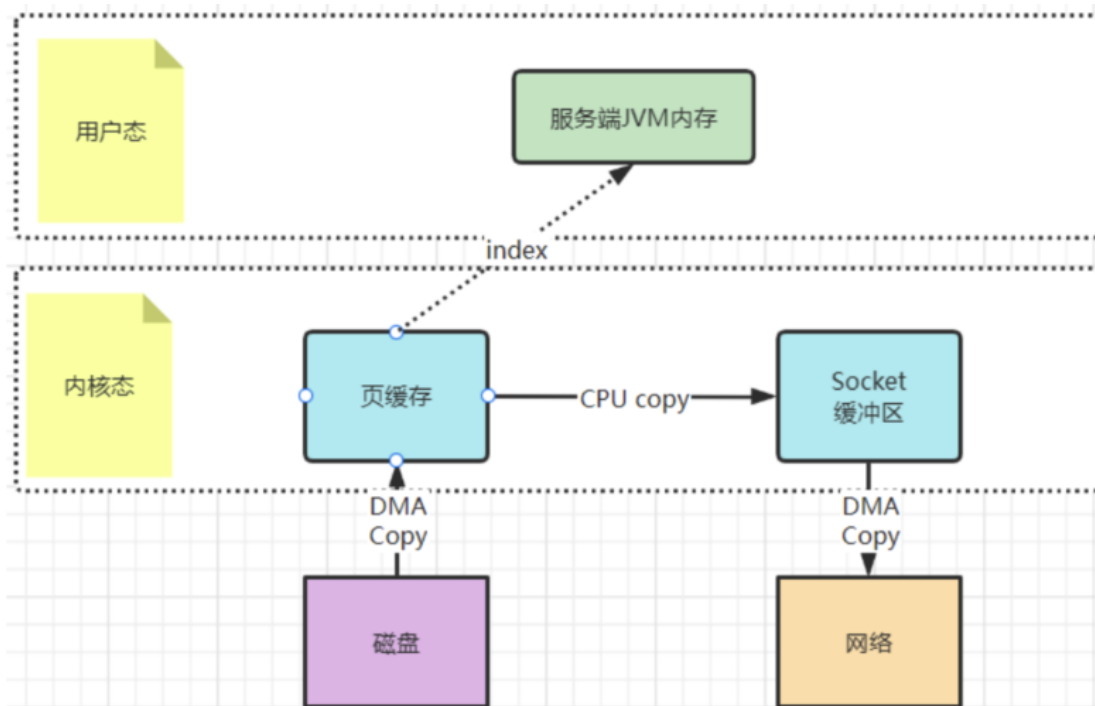 用户态
服务端JVM内存
index
内核态
页缓存
CPU copy
Socket
缓冲区
DMA
Copy
DMA
Copy
磁盘
网络